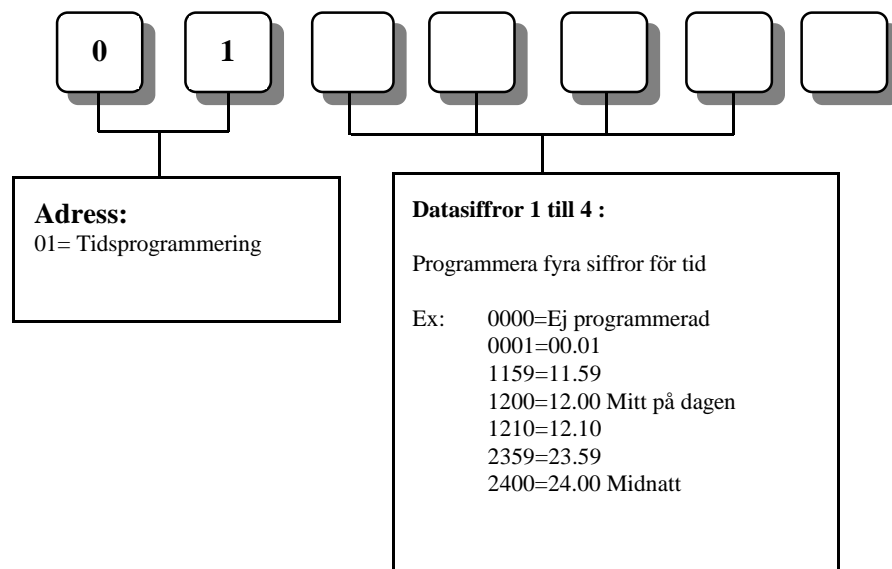 0 1
Adress:
01= Tidsprogrammering
Datasiffror 1 till 4 :
Programmera fyra siffror för tid
Ex: 0000=Ej programmerad
0001=00.01
1159=11.59
1200=12.00 Mitt på dagen
1210=12.10
2359=23.59
2400=24.00 Midnatt